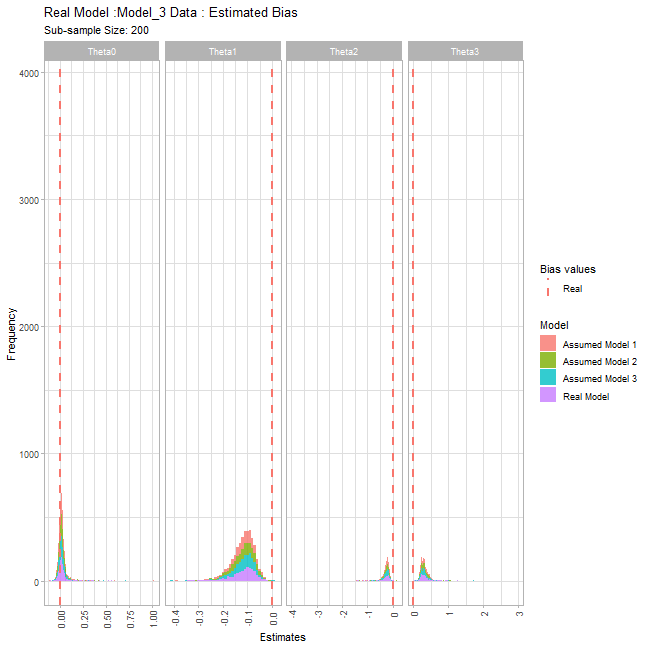 Real Model :Model_3 Data : Estimated Bias
Sub-sample Size: 200
Theta0 Theta1 Theta2 Theta3
4000
3000
2000
1000
0
Frequency
0.00 0.25 0.50 0.75 1.00 -0.4 -0.3 -0.2 -0.1 0.0 -4 -3 -2 -1 0 0 1 2 3
Estimates
Bias values
Real
Model
Assumed Model 1
Assumed Model 2
Assumed Model 3
Real Model